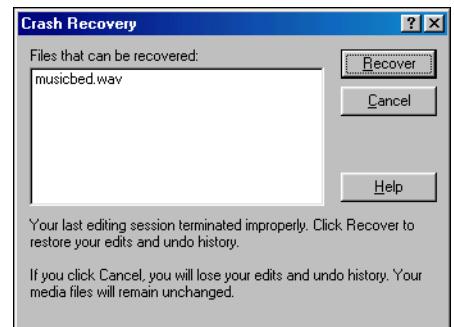 Crash Recovery
Files that can be recovered:
musicbed.wav
Recover
Cancel
Help
Your last editing session terminated improperly. Click Recover to
restore your edits and undo history.
If you click Cancel, you will lose your edits and undo history. Your
media files will remain unchanged.